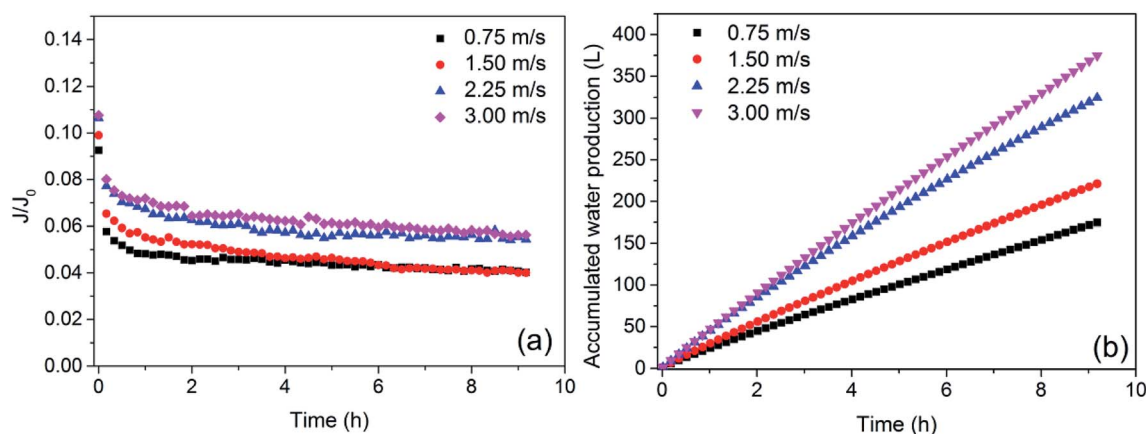 0.14
0.12
0.10
0.08
0.06
0.04
0.02
0.00
J/J₀
0.75 m/s
1.50 m/s
2.25 m/s
3.00 m/s
(a)
0 2 4 6 8 10
Time (h)
400
350
300
250
200
150
100
50
0
Accumulated water production (L)
0.75 m/s
1.50 m/s
2.25 m/s
3.00 m/s
(b)
0 2 4 6 8 10
Time (h)